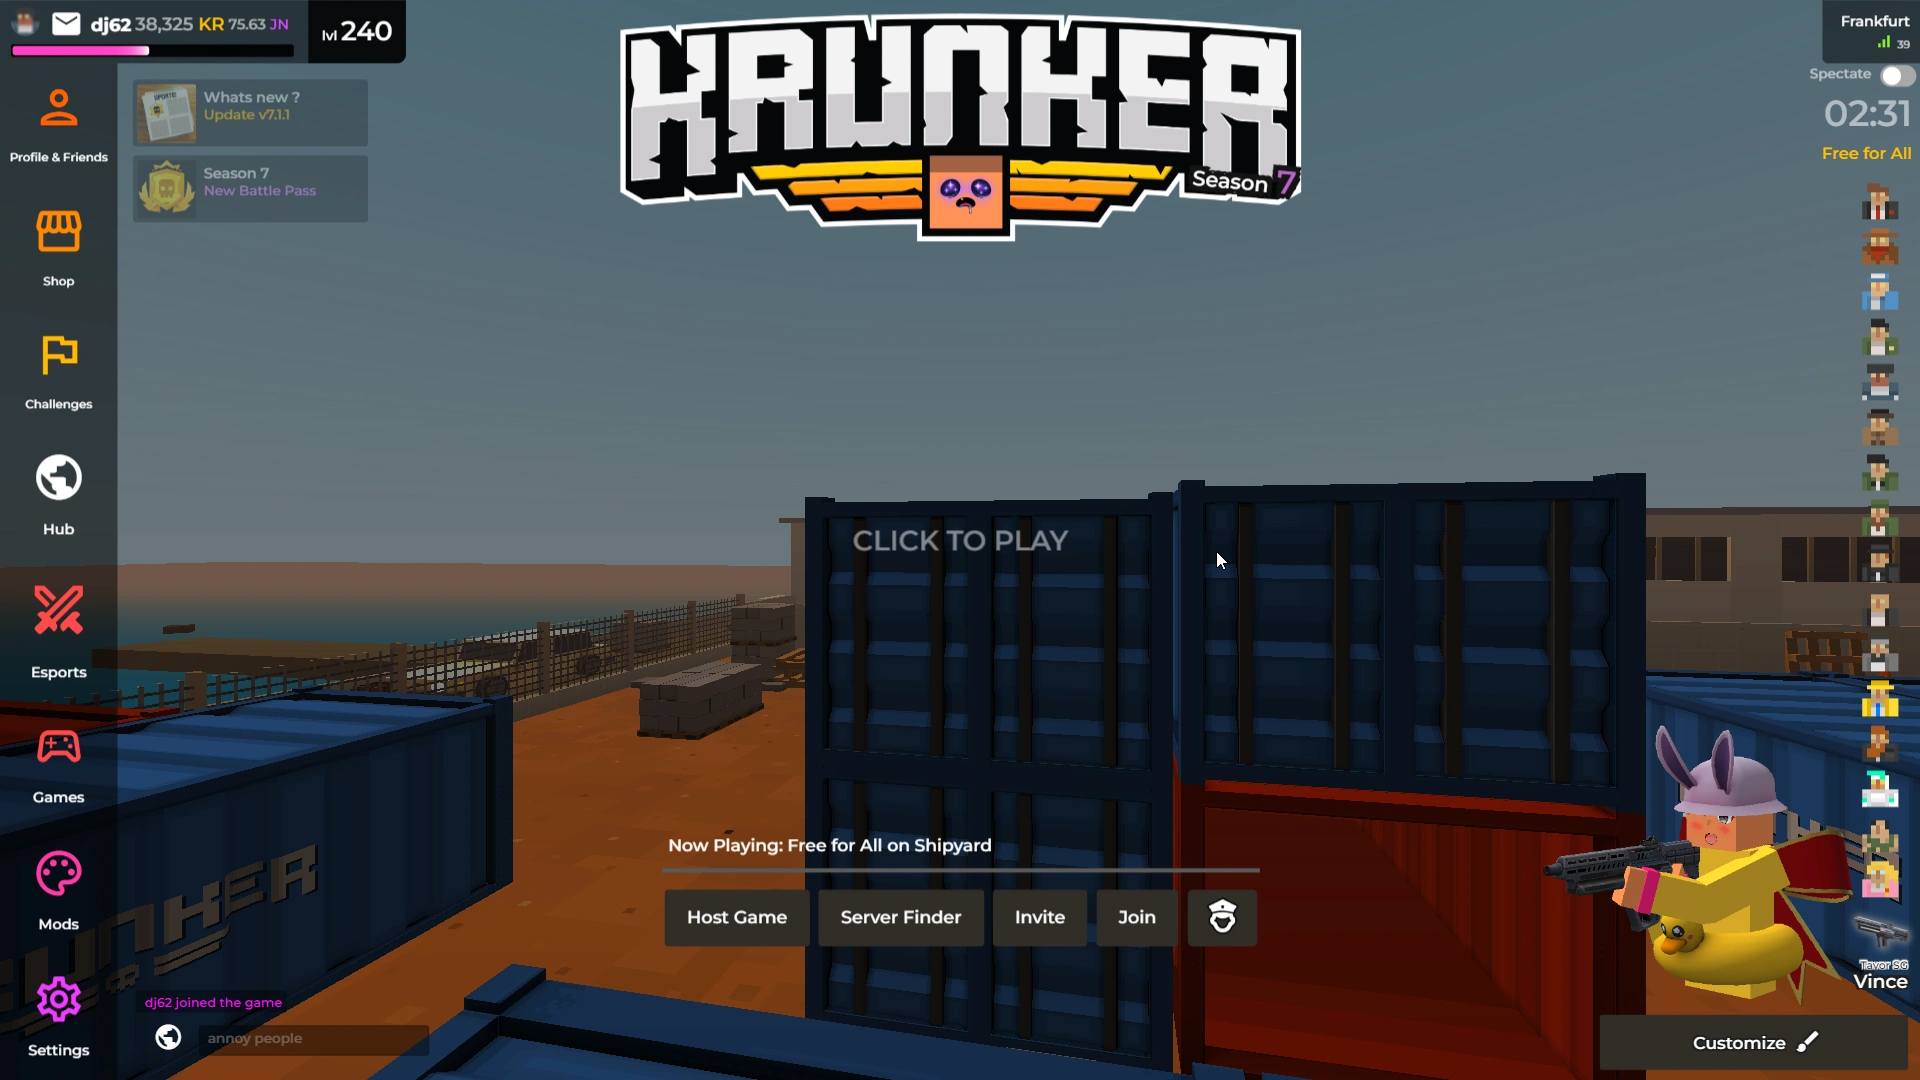 dj62 38,325 KR 75.63 JN
lvl 240
Profile & Friends
Shop
Challenges
Hub
Esports
Games
Mods
Settings
UPDATE!
Whats new ?
Update v7.1.1
Season 7
New Battle Pass
KRUNKER
Season 7
CLICK TO PLAY
Now Playing: Free for All on Shipyard
Host Game
Server Finder
Invite
Join
KRUNKER
dj62 joined the game
annoy people
Frankfurt
39
Spectate
02:31
Free for All
Tavor SG
Vince
Customize